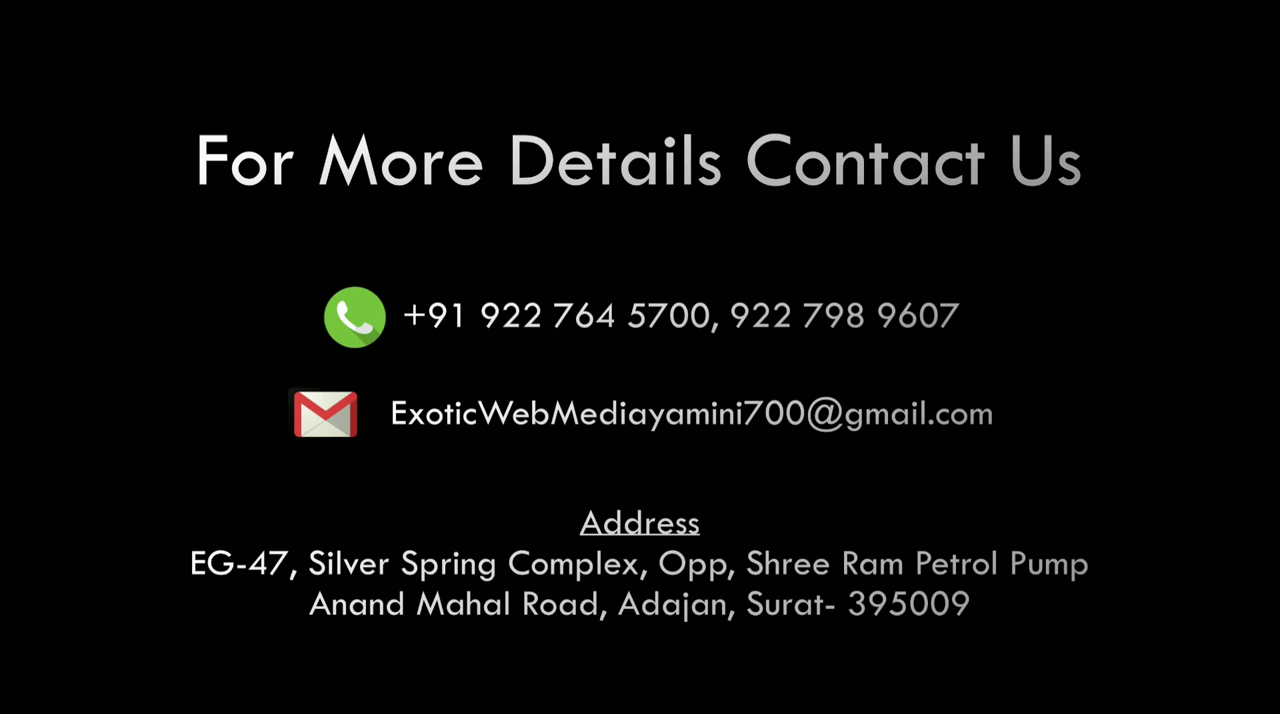 For More Details Contact Us
+91 922 764 5700, 922 798 9607
ExoticWebMediayamini700@gmail.com
Address
EG-47, Silver Spring Complex, Opp, Shree Ram Petrol Pump
Anand Mahal Road, Adajan, Surat- 395009